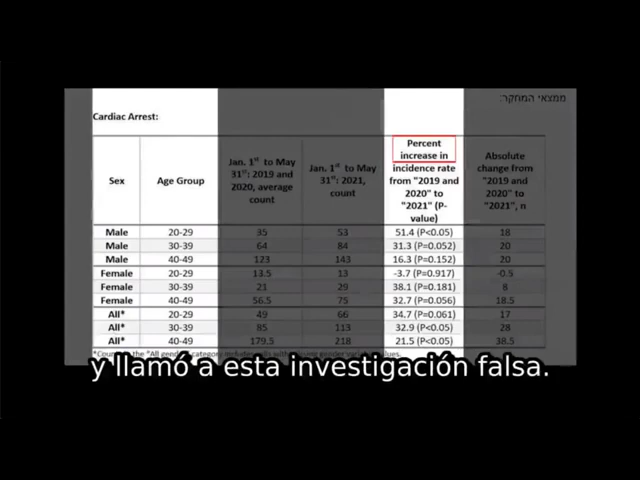 ממצאי המחקר:
Cardiac Arrest:
Sex Age Group Jan. 1st to May 31st: 2019 and 2020, average count Jan. 1st to May 31st: 2021, count Percent increase in incidence rate from "2019 and 2020" to "2021" (P-value) Absolute change from "2019 and 2020" to "2021", n
Male 20-29 35 53 51.4 (P<0.05) 18
Male 30-39 64 84 31.3 (P=0.052) 20
Male 40-49 123 143 16.3 (P=0.152) 20
Female 20-29 13.5 13 -3.7 (P=0.917) -0.5
Female 30-39 21 29 38.1 (P=0.181) 8
Female 40-49 56.5 75 32.7 (P=0.056) 18.5
All* 20-29 49 66 34.7 (P=0.061) 17
All* 30-39 85 113 32.9 (P<0.05) 28
All* 40-49 179.5 218 21.5 (P<0.05) 38.5
y llamó a esta investigación falsa.